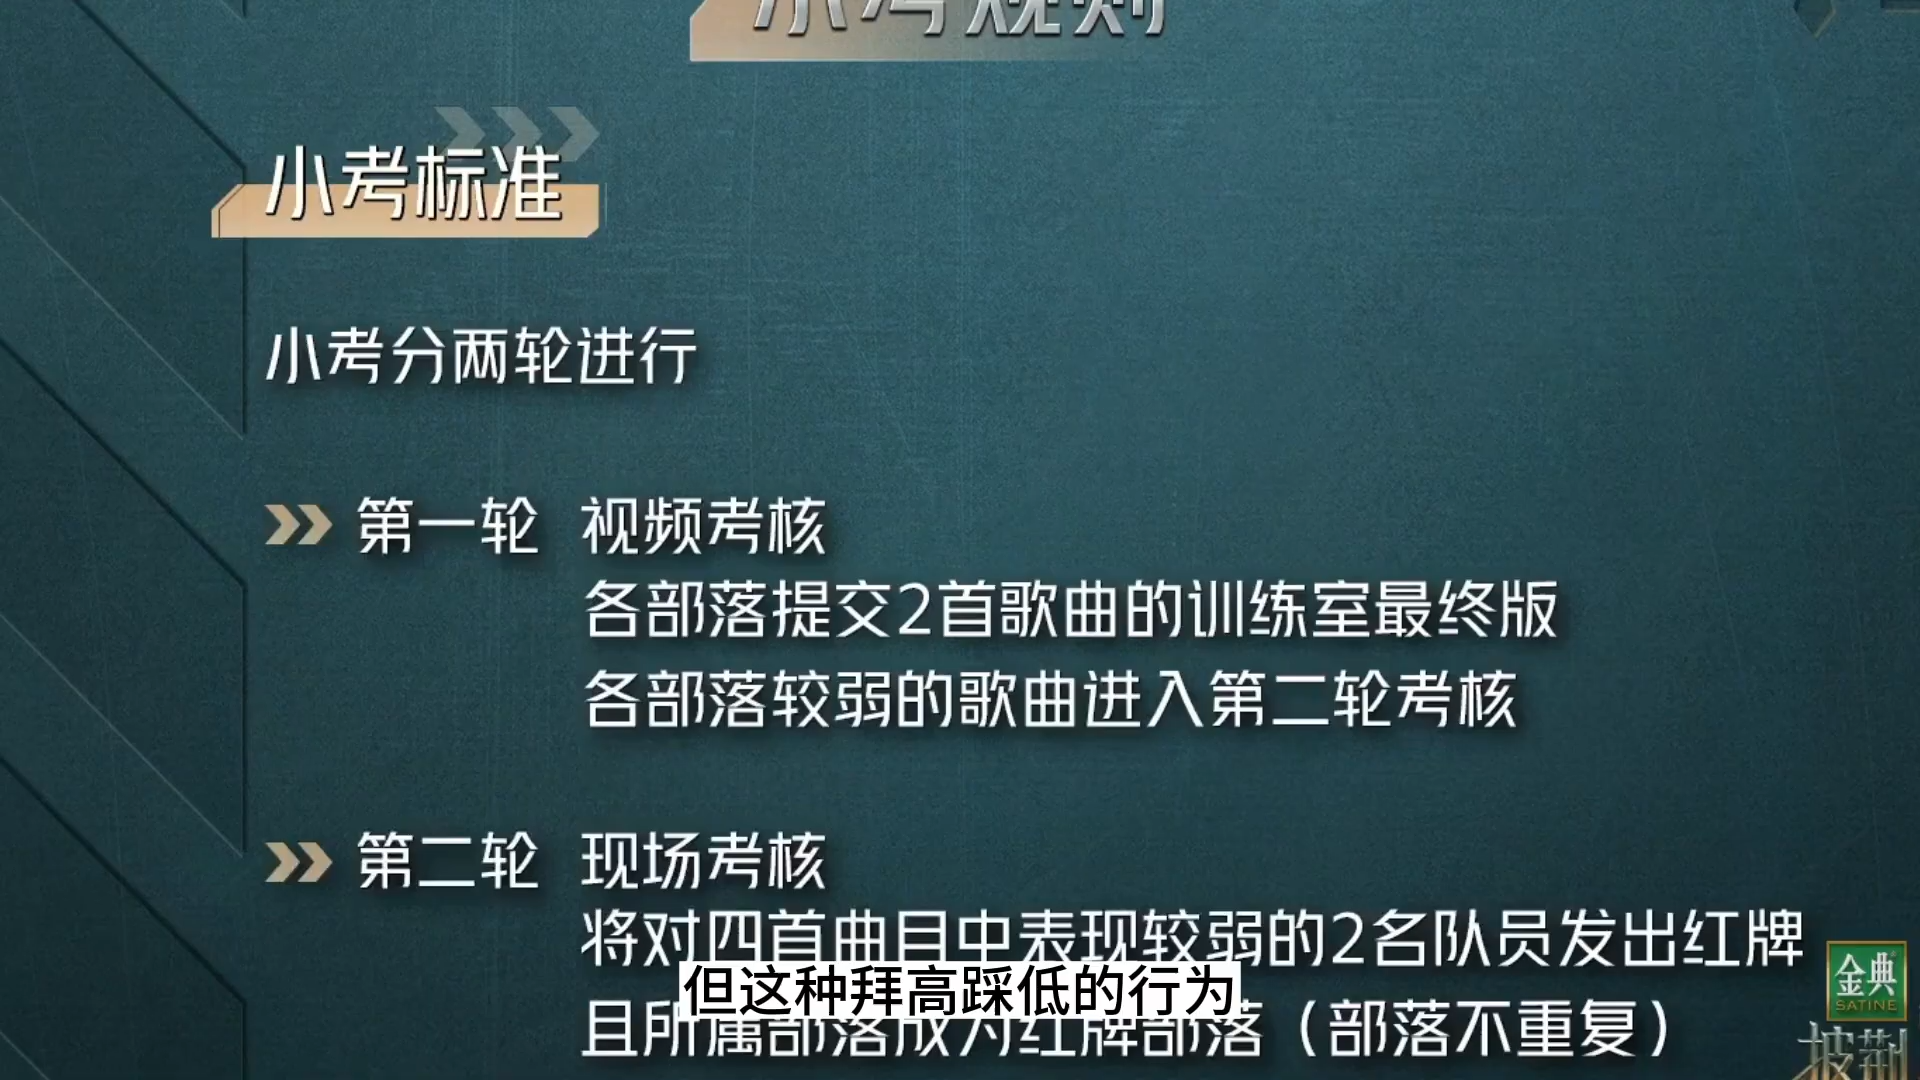 小考规则
小考标准
小考分两轮进行
第一轮 视频考核
各部落提交2首歌曲的训练室最终版
各部落较弱的歌曲进入第二轮考核
第二轮 现场考核
将对四首曲目中表现较弱的2名队员发出红牌
但这种拜高踩低的行为
且所属部落成为红牌部落（部落不重复）
金典
SATINE
披荆